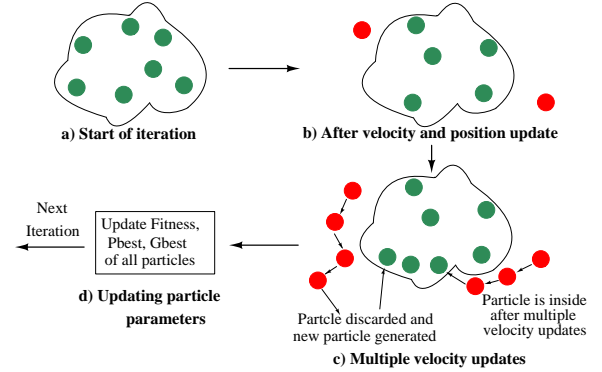 a) Start of iteration
b) After velocity and position update
Next
Iteration
Update Fitness,
Pbest, Gbest
of all particles
d) Updating particle
parameters
Partcle discarded and
new particle generated
Particle is inside
after multiple
velocity updates
c) Multiple velocity updates